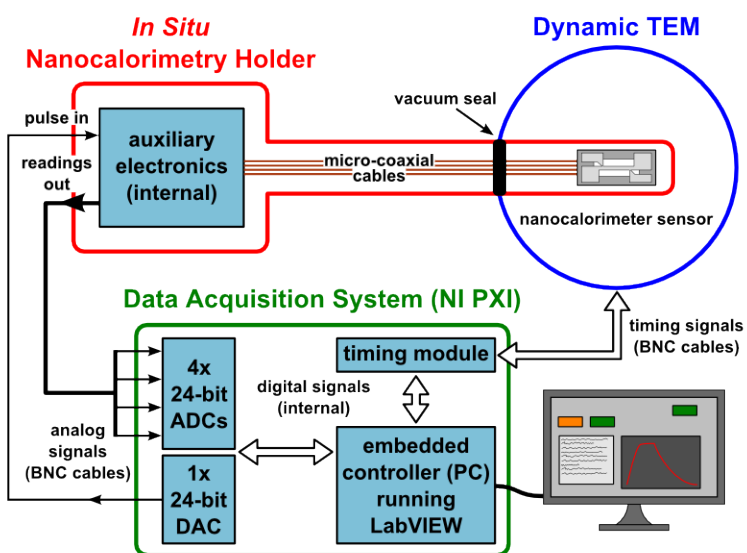 In Situ
Nanocalorimetry Holder
Dynamic TEM
pulse in
readings
out
auxiliary
electronics
(internal)
vacuum seal
micro-coaxial
cables
nanocalorimeter sensor
Data Acquisition System (NI PXI)
timing signals
(BNC cables)
4x
24-bit
ADCs
timing module
digital signals
(internal)
analog
signals
(BNC cables)
1x
24-bit
DAC
embedded
controller (PC)
running
LabVIEW